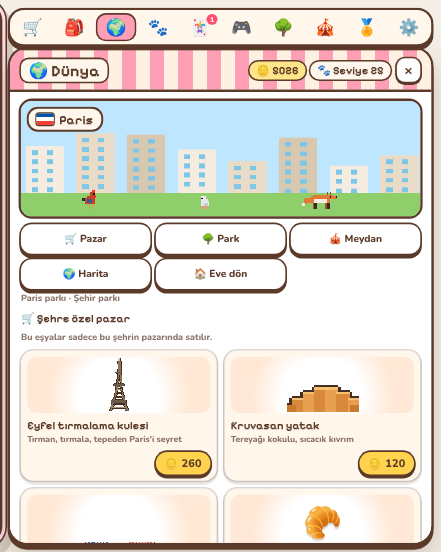 1
Dünya
5026
Seviye 25
×
Paris
Pazar
Park
Meydan
Harita
Eve dön
Paris parkı · Şehir parkı
Şehre özel pazar
Bu eşyalar sadece bu şehrin pazarında satılır.
Eyfel tırmalama kulesi
Tırman, tırmala, tepeden Paris'i seyret
260
Kruvasan yatak
Tereyağı kokulu, sıcacık kıvrım
120